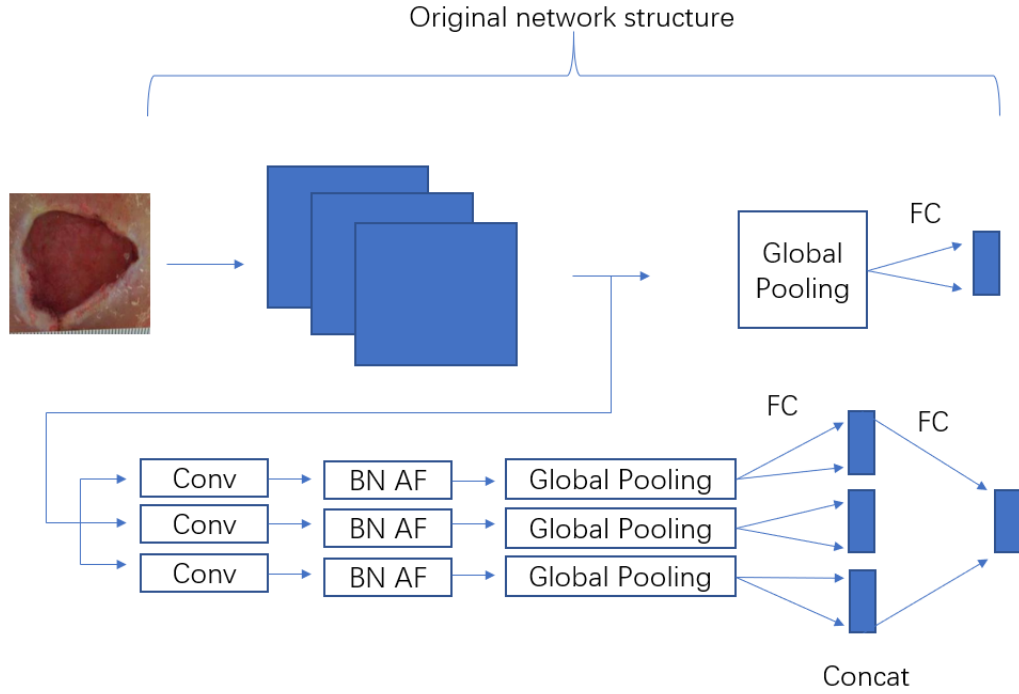 Original network structure
FC
Global
Pooling
FC
FC
Conv
BN AF
Global Pooling
Conv
BN AF
Global Pooling
Conv
BN AF
Global Pooling
Concat